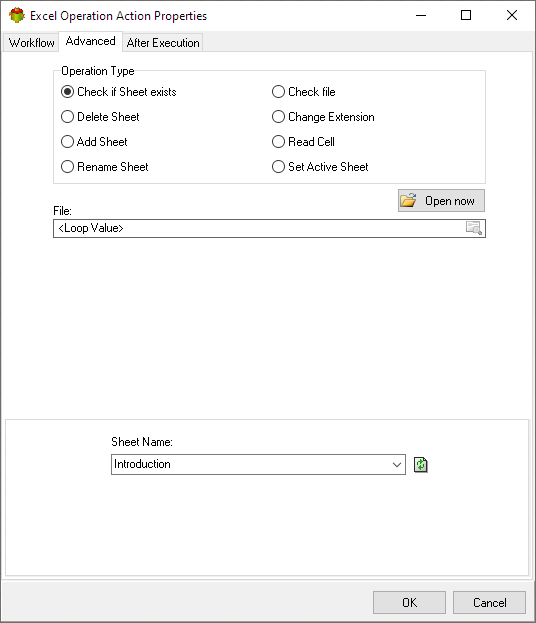 Excel Operation Action Properties
Workflow Advanced After Execution
Operation Type
Check if Sheet exists Check file
Delete Sheet Change Extension
Add Sheet Read Cell
Rename Sheet Set Active Sheet
Open now
File:
<Loop Value>
Sheet Name:
Introduction
OK Cancel